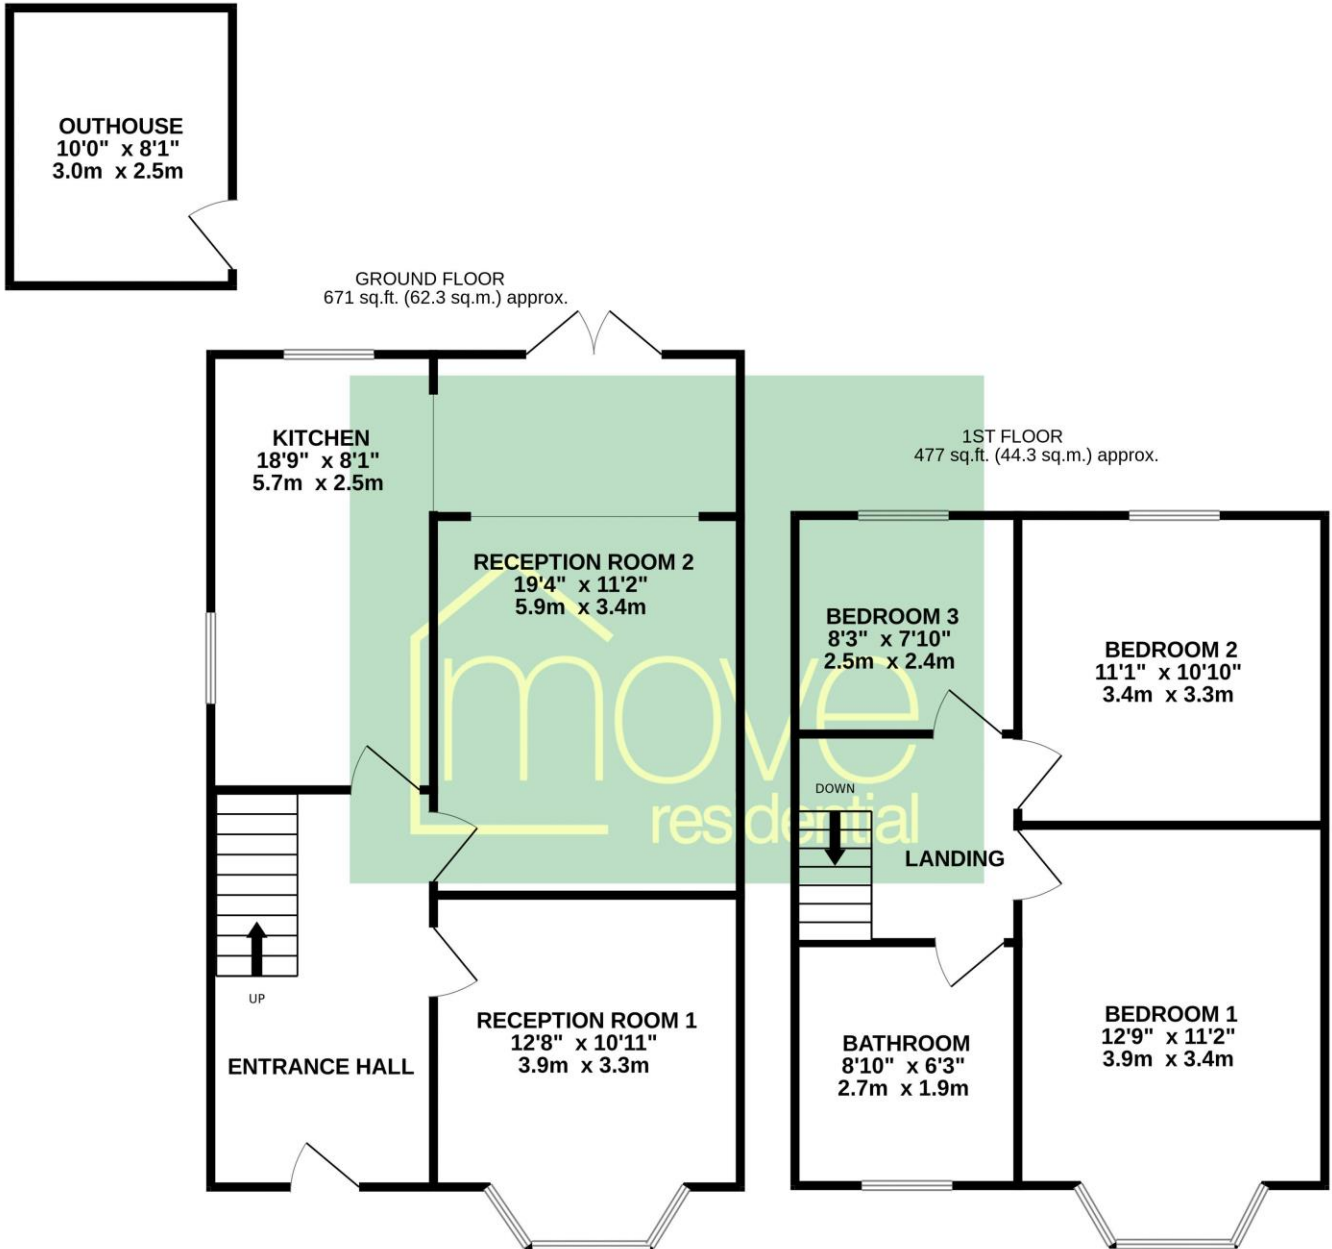 OUTHOUSE
10'0" x 8'1"
3.0m x 2.5m
GROUND FLOOR
671 sq.ft. (62.3 sq.m.) approx.
KITCHEN
18'9" x 8'1"
5.7m x 2.5m
RECEPTION ROOM 2
19'4" x 11'2"
5.9m x 3.4m
UP
ENTRANCE HALL
RECEPTION ROOM 1
12'8" x 10'11"
3.9m x 3.3m
1ST FLOOR
477 sq.ft. (44.3 sq.m.) approx.
BEDROOM 3
8'3" x 7'10"
2.5m x 2.4m
BEDROOM 2
11'1" x 10'10"
3.4m x 3.3m
DOWN
LANDING
BATHROOM
8'10" x 6'3"
2.7m x 1.9m
BEDROOM 1
12'9" x 11'2"
3.9m x 3.4m
move
residential